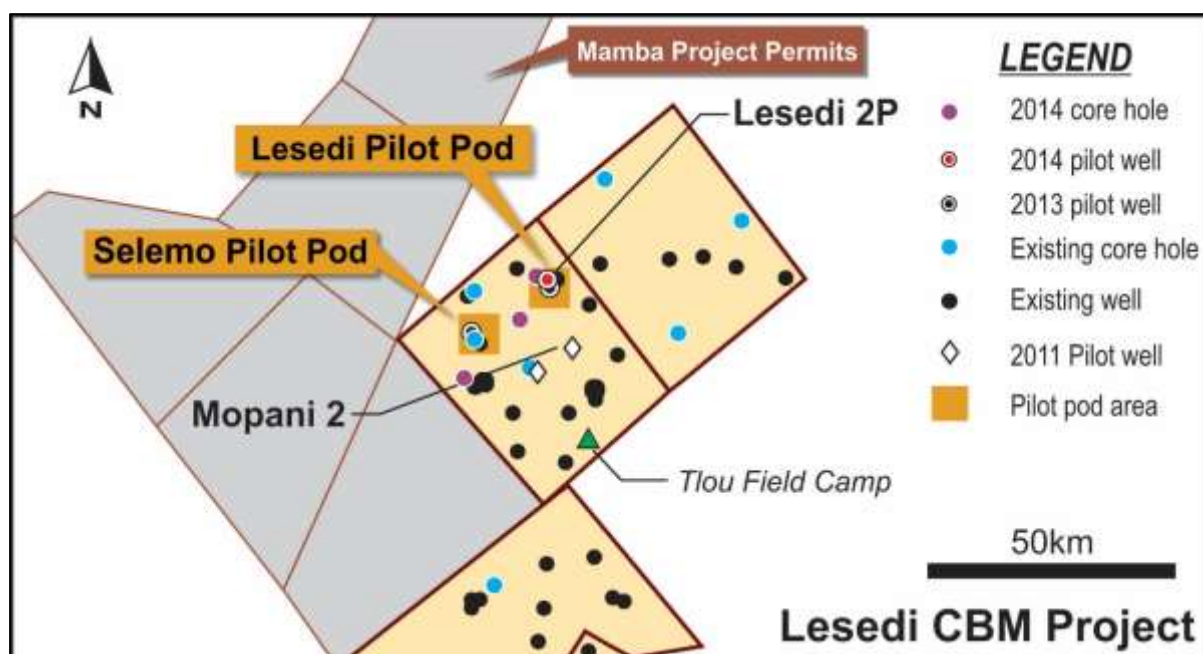 Mamba Project Permits
N
Lesedi 2P
Lesedi Pilot Pod
Selemo Pilot Pod
Mopani 2
Tlou Field Camp
LEGEND
2014 core hole
2014 pilot well
2013 pilot well
Existing core hole
Existing well
2011 Pilot well
Pilot pod area
50km
Lesedi CBM Project